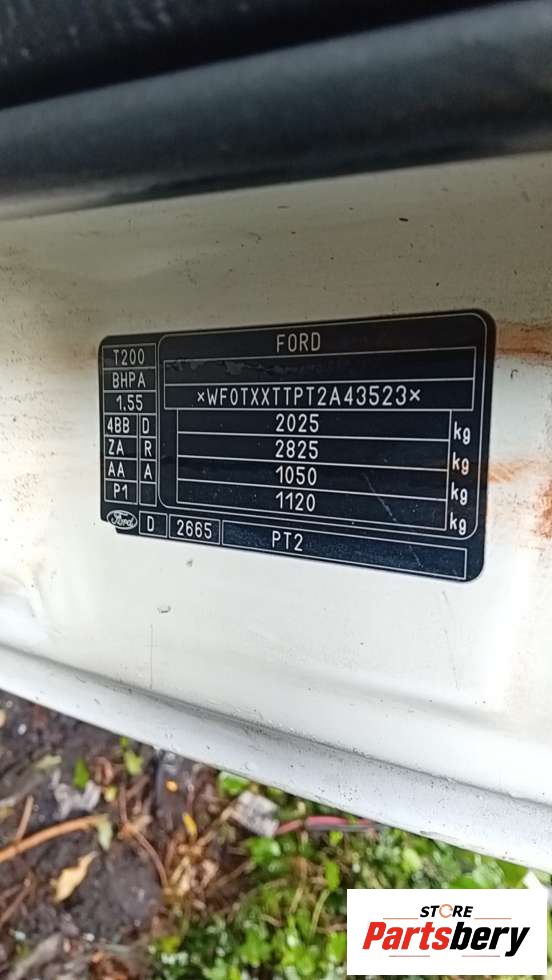 FORD
T200
BHPA
1.55
4BB D
ZA R
AA A
P1
×WF0TXXTTPT2A43523×
2025 kg
2825 kg
1050 kg
1120 kg
Ford D 2665 PT2
STORE
Partsbery